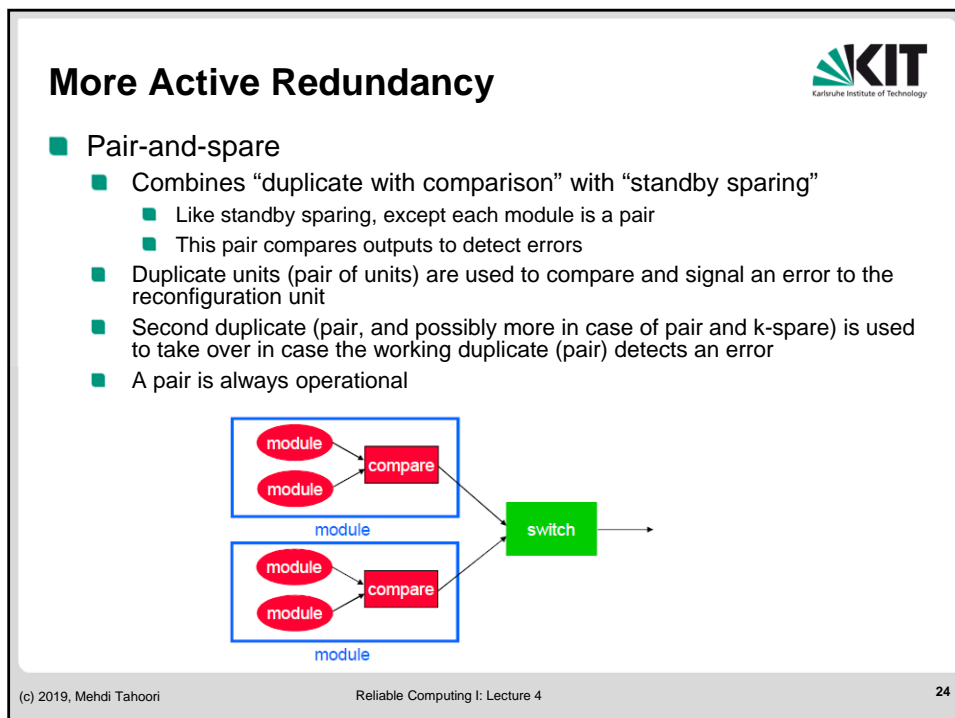 More Active Redundancy
KIT
Karlsruhe Institute of Technology
Pair-and-spare
Combines “duplicate with comparison” with “standby sparing”
Like standby sparing, except each module is a pair
This pair compares outputs to detect errors
Duplicate units (pair of units) are used to compare and signal an error to the
reconfiguration unit
Second duplicate (pair, and possibly more in case of pair and k-spare) is used
to take over in case the working duplicate (pair) detects an error
A pair is always operational
module
compare
module
module
switch
module
compare
module
module
(c) 2019, Mehdi Tahoori
Reliable Computing I: Lecture 4
24